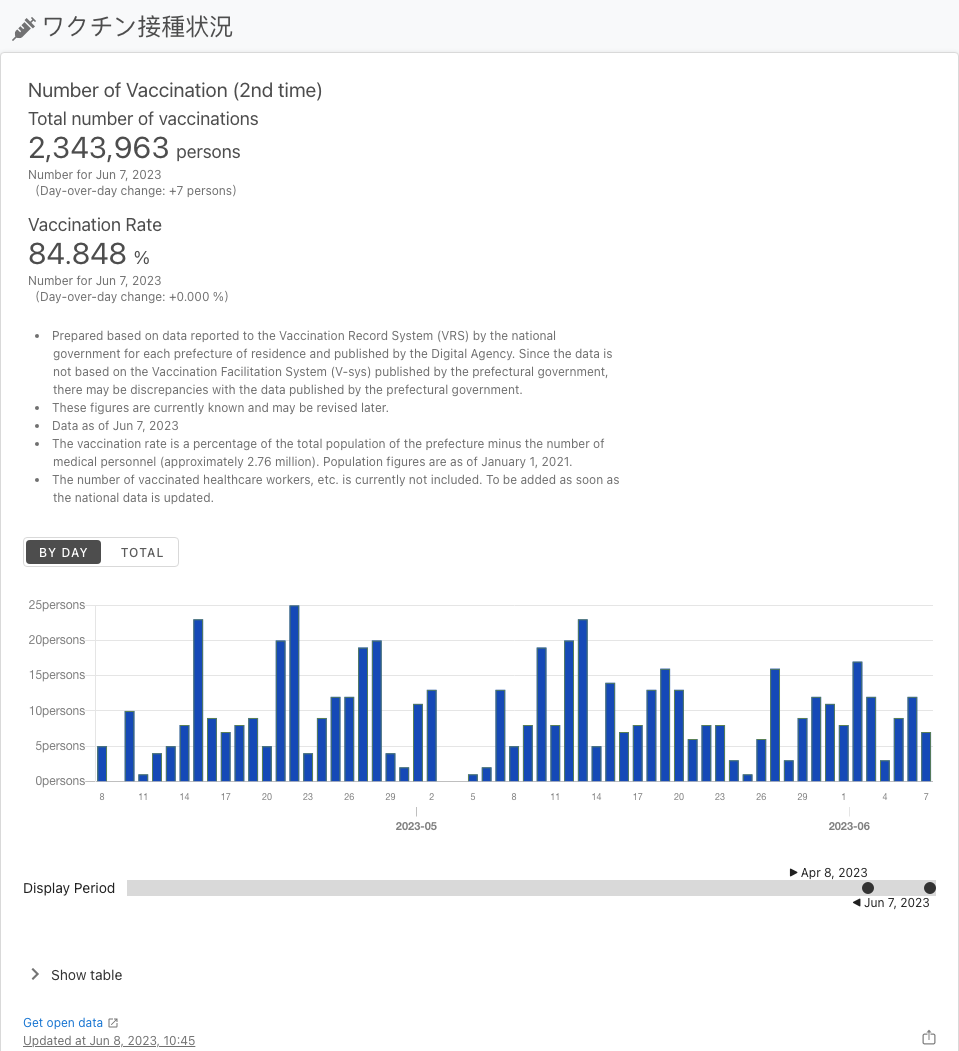 ワクチン接種状況
Number of Vaccination (2nd time)
Total number of vaccinations
2,343,963 persons
Number for Jun 7, 2023
(Day-over-day change: +7 persons)
Vaccination Rate
84.848 %
Number for Jun 7, 2023
(Day-over-day change: +0.000 %)
• Prepared based on data reported to the Vaccination Record System (VRS) by the national
government for each prefecture of residence and published by the Digital Agency. Since the data is
not based on the Vaccination Facilitation System (V-sys) published by the prefectural government,
there may be discrepancies with the data published by the prefectural government.
• These figures are currently known and may be revised later.
• Data as of Jun 7, 2023
• The vaccination rate is a percentage of the total population of the prefecture minus the number of
medical personnel (approximately 2.76 million). Population figures are as of January 1, 2021.
• The number of vaccinated healthcare workers, etc. is currently not included. To be added as soon as
the national data is updated.
BY DAY TOTAL
25persons
20persons
15persons
10persons
5persons
0persons
8 11 14 17 20 23 26 29 2 5 8 11 14 17 20 23 26 29 1 4 7
2023-05 2023-06
Apr 8, 2023
Display Period
Jun 7, 2023
Show table
Get open data
Updated at Jun 8, 2023, 10:45